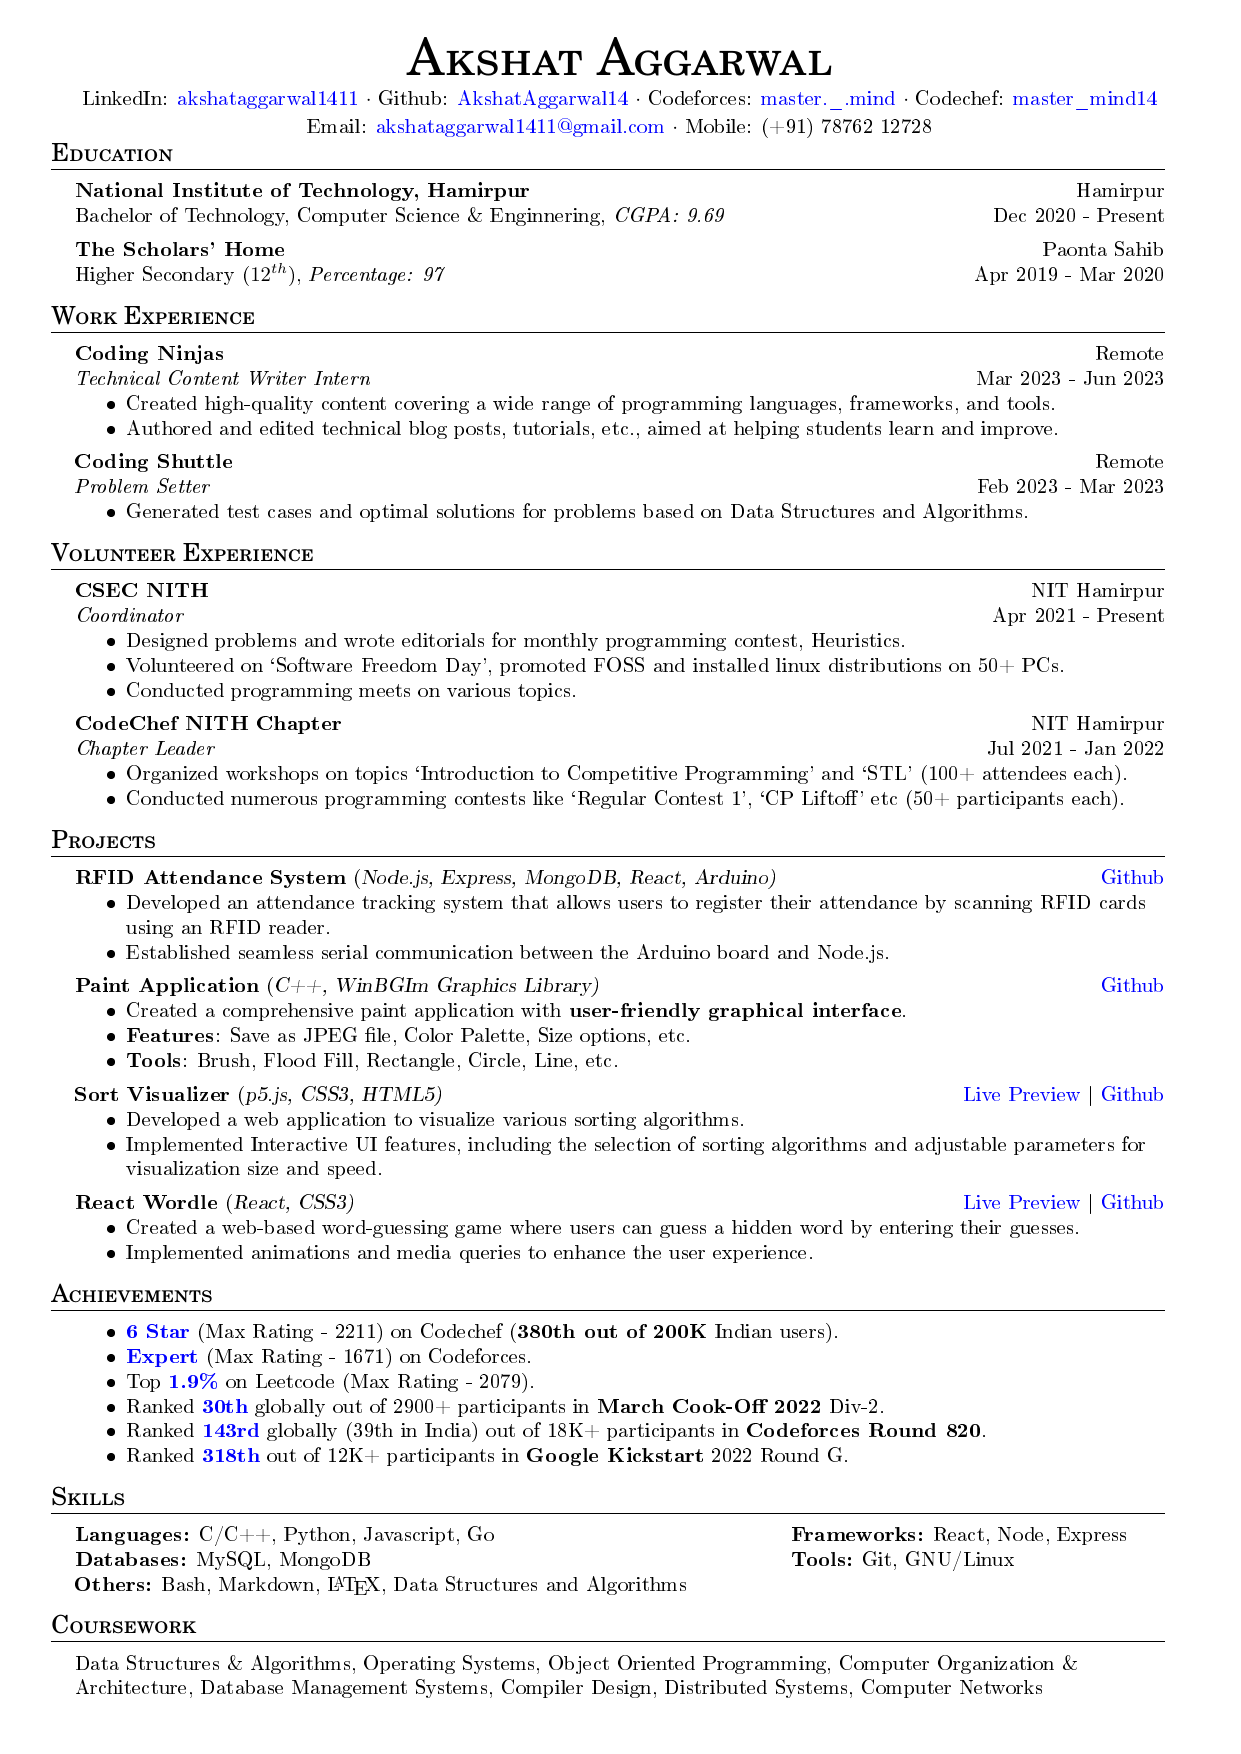 Akshat Aggarwal
LinkedIn: akshataggarwal1411 · Github: AkshatAggarwal14 · Codeforces: master._.mind · Codechef: master_mind14
Email: akshataggarwal1411@gmail.com · Mobile: (+91) 78762 12728
Education
National Institute of Technology, Hamirpur Hamirpur
Bachelor of Technology, Computer Science & Enginnering, CGPA: 9.69 Dec 2020 - Present
The Scholars' Home Paonta Sahib
Higher Secondary (12th), Percentage: 97 Apr 2019 - Mar 2020
Work Experience
Coding Ninjas Remote
Technical Content Writer Intern Mar 2023 - Jun 2023
• Created high-quality content covering a wide range of programming languages, frameworks, and tools.
• Authored and edited technical blog posts, tutorials, etc., aimed at helping students learn and improve.
Coding Shuttle Remote
Problem Setter Feb 2023 - Mar 2023
• Generated test cases and optimal solutions for problems based on Data Structures and Algorithms.
Volunteer Experience
CSEC NITH NIT Hamirpur
Coordinator Apr 2021 - Present
• Designed problems and wrote editorials for monthly programming contest, Heuristics.
• Volunteered on ‘Software Freedom Day’, promoted FOSS and installed linux distributions on 50+ PCs.
• Conducted programming meets on various topics.
CodeChef NITH Chapter NIT Hamirpur
Chapter Leader Jul 2021 - Jan 2022
• Organized workshops on topics ‘Introduction to Competitive Programming’ and ‘STL’ (100+ attendees each).
• Conducted numerous programming contests like ‘Regular Contest 1’, ‘CP Liftoff’ etc (50+ participants each).
Projects
RFID Attendance System (Node.js, Express, MongoDB, React, Arduino) Github
• Developed an attendance tracking system that allows users to register their attendance by scanning RFID cards
using an RFID reader.
• Established seamless serial communication between the Arduino board and Node.js.
Paint Application (C++, WinBGIm Graphics Library) Github
• Created a comprehensive paint application with user-friendly graphical interface.
• Features: Save as JPEG file, Color Palette, Size options, etc.
• Tools: Brush, Flood Fill, Rectangle, Circle, Line, etc.
Sort Visualizer (p5.js, CSS3, HTML5) Live Preview | Github
• Developed a web application to visualize various sorting algorithms.
• Implemented Interactive UI features, including the selection of sorting algorithms and adjustable parameters for
visualization size and speed.
React Wordle (React, CSS3) Live Preview | Github
• Created a web-based word-guessing game where users can guess a hidden word by entering their guesses.
• Implemented animations and media queries to enhance the user experience.
Achievements
• 6 Star (Max Rating - 2211) on Codechef (380th out of 200K Indian users).
• Expert (Max Rating - 1671) on Codeforces.
• Top 1.9% on Leetcode (Max Rating - 2079).
• Ranked 30th globally out of 2900+ participants in March Cook-Off 2022 Div-2.
• Ranked 143rd globally (39th in India) out of 18K+ participants in Codeforces Round 820.
• Ranked 318th out of 12K+ participants in Google Kickstart 2022 Round G.
Skills
Languages: C/C++, Python, Javascript, Go Frameworks: React, Node, Express
Databases: MySQL, MongoDB Tools: Git, GNU/Linux
Others: Bash, Markdown, LATEX, Data Structures and Algorithms
Coursework
Data Structures & Algorithms, Operating Systems, Object Oriented Programming, Computer Organization &
Architecture, Database Management Systems, Compiler Design, Distributed Systems, Computer Networks